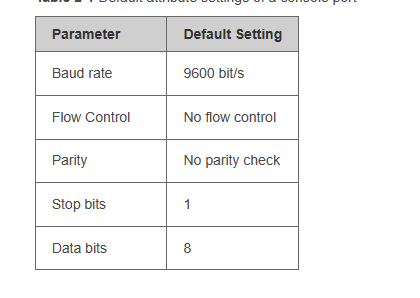 Table 2-1 Default attribute settings of a console port
Parameter Default Setting
Baud rate 9600 bit/s
Flow Control No flow control
Parity No parity check
Stop bits 1
Data bits 8